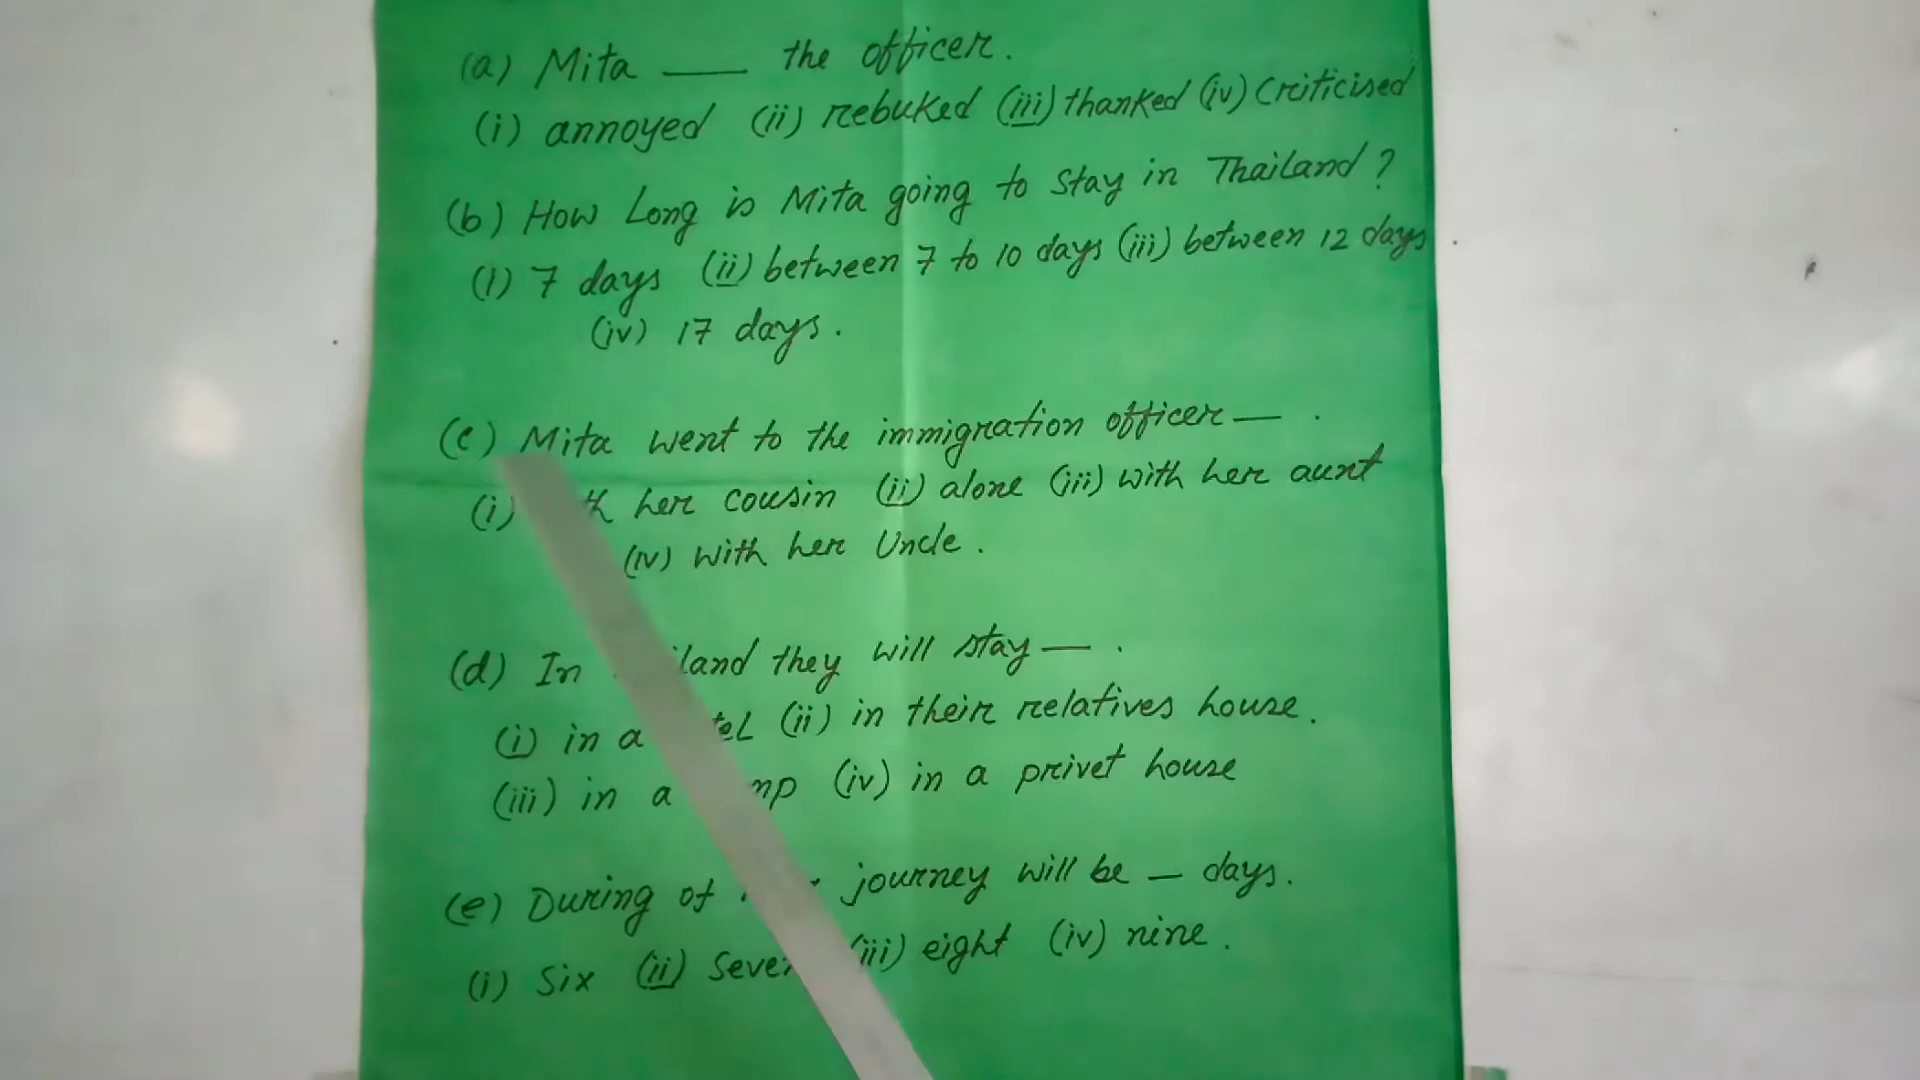 (a) Mita ___ the officer.
(i) annoyed (ii) rebuked (iii) thanked (iv) Criticised
(b) How Long is Mita going to Stay in Thailand?
(i) 7 days (ii) between 7 to 10 days (iii) between 12 days
(iv) 17 days.
(c) Mita went to the immigration officer — .
(i) her cousin (ii) alone (iii) with her aunt
(iv) with her Uncle.
(d) In they will stay — .
(i) in a (ii) in their relatives house.
(iii) in a (iv) in a privet house
(e) During of journey will be — days.
(i) Six (ii) (iii) eight (iv) nine.